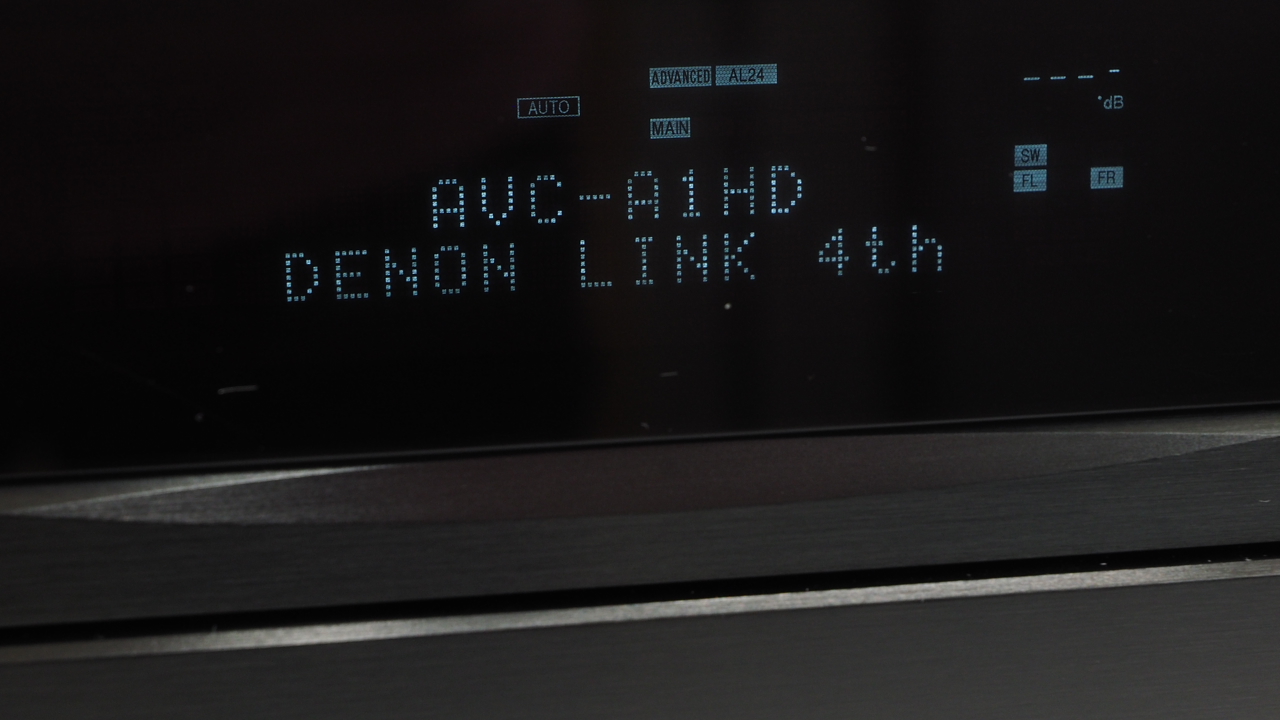 ADVANCED AL24
AUTO
- - - -
dB
MAIN
SW
FL FR
AVC-A1HD
DENON LINK 4th